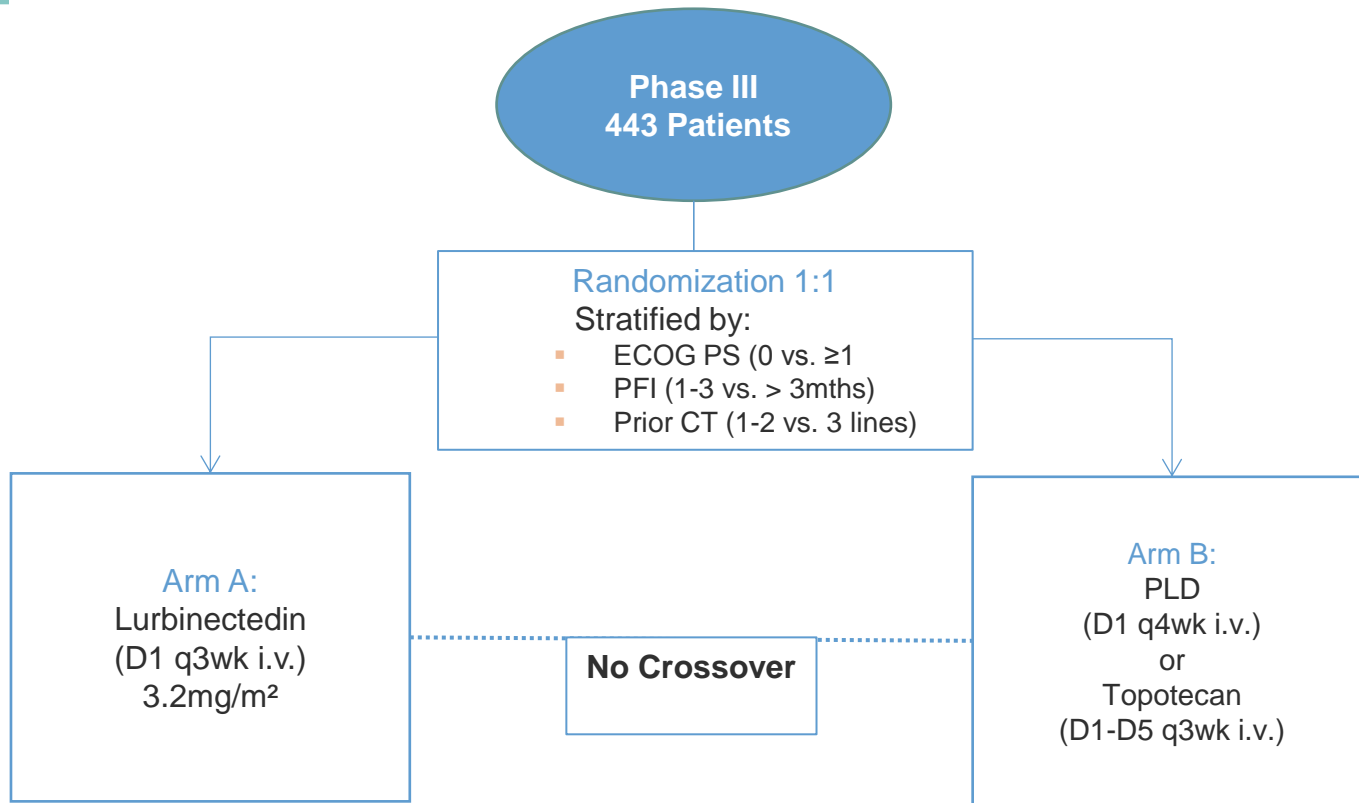 Phase III
443 Patients
Randomization 1:1
Stratified by:
▪ ECOG PS (0 vs. ≥1
▪ PFI (1-3 vs. > 3mths)
▪ Prior CT (1-2 vs. 3 lines)
Arm A:
Lurbinectedin
(D1 q3wk i.v.)
3.2mg/m²
No Crossover
Arm B:
PLD
(D1 q4wk i.v.)
or
Topotecan
(D1-D5 q3wk i.v.)